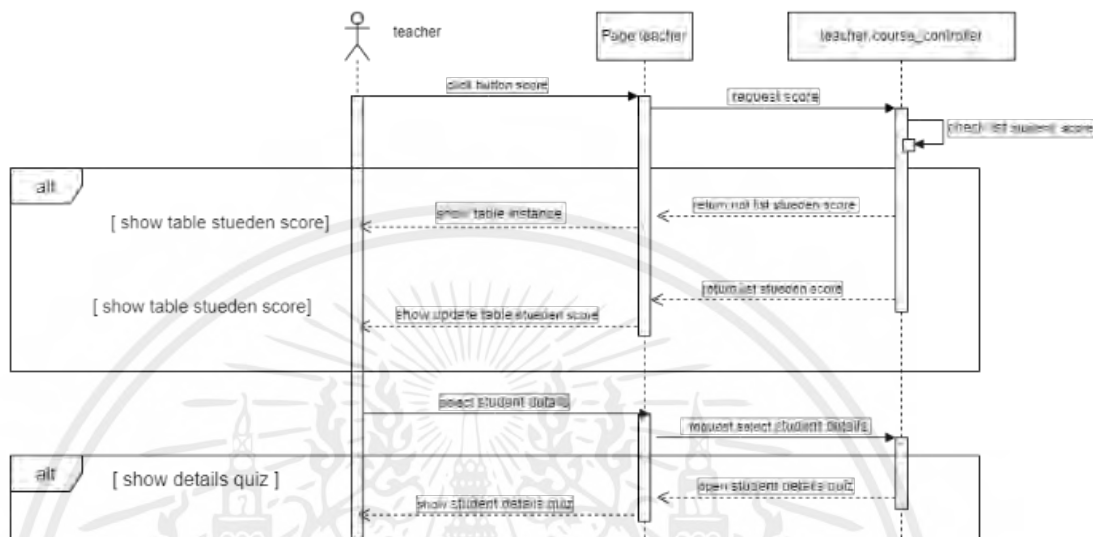 teacher
Page teacher
teacher.course_controller
click button score
request score
check list student score
alt
[ show table stueden score]
return null list stueden score
show table instance
[ show table stueden score]
return list stueden score
show update table stueden score
select student details
request select student details
alt
[ show details quiz ]
open student details quiz
show student details quiz